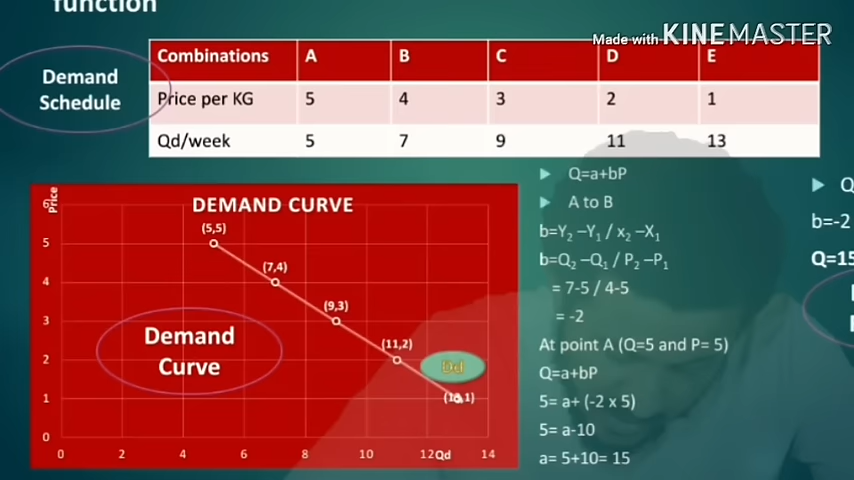 function
Made with KINEMASTER
Demand
Schedule
Combinations A B C D E
Price per KG 5 4 3 2 1
Qd/week 5 7 9 11 13
DEMAND CURVE
Price
6
5
4
3
2
1
0
0 2 4 6 8 10 12 Qd 14
(5,5)
(7,4)
(9,3)
(11,2)
(13,1)
Dd
Demand
Curve
Q=a+bP
A to B
b=Y₂ –Y₁ / x₂ –X₁
b=Q₂ –Q₁ / P₂ –P₁
= 7-5 / 4-5
= -2
At point A (Q=5 and P= 5)
Q=a+bP
5= a+ (-2 x 5)
5= a-10
a= 5+10= 15
Q
b=-2
Q=15